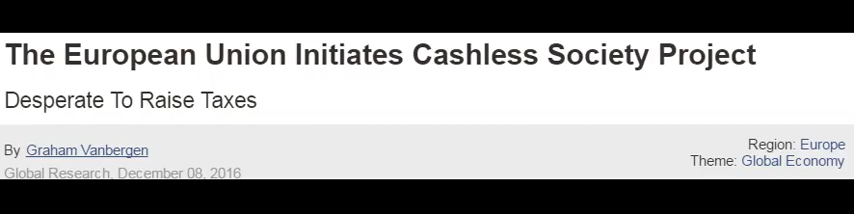 The European Union Initiates Cashless Society Project
Desperate To Raise Taxes
By Graham Vanbergen
Global Research, December 08, 2016
Region: Europe
Theme: Global Economy